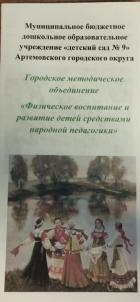 Муниципальное бюджетное
дошкольное образовательное
учреждение «детский сад № 9»
Артемовского городского округа
Городское методическое
объединение
«Физическое воспитание и
развитие детей средствами
народной педагогики»